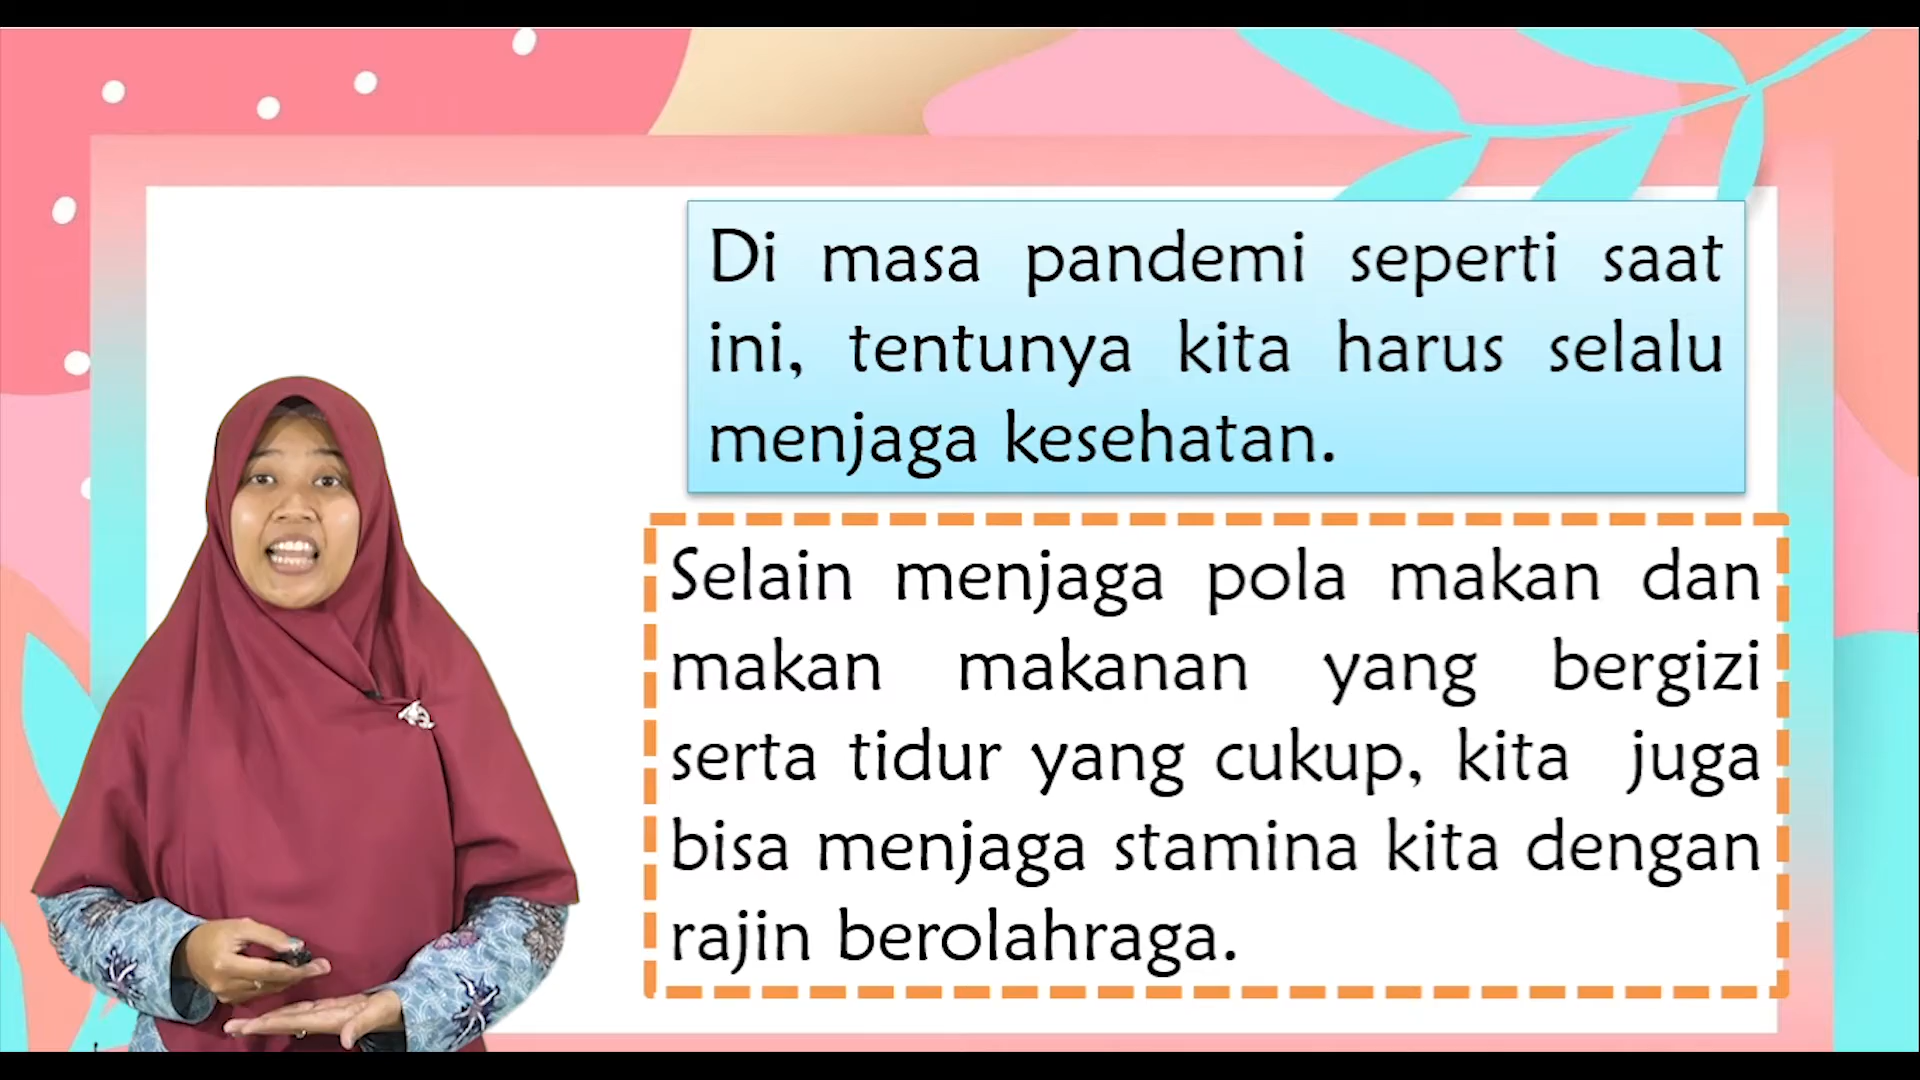 Di masa pandemi seperti saat
ini, tentunya kita harus selalu
menjaga kesehatan.
Selain menjaga pola makan dan
makan makanan yang bergizi
serta tidur yang cukup, kita juga
bisa menjaga stamina kita dengan
rajin berolahraga.